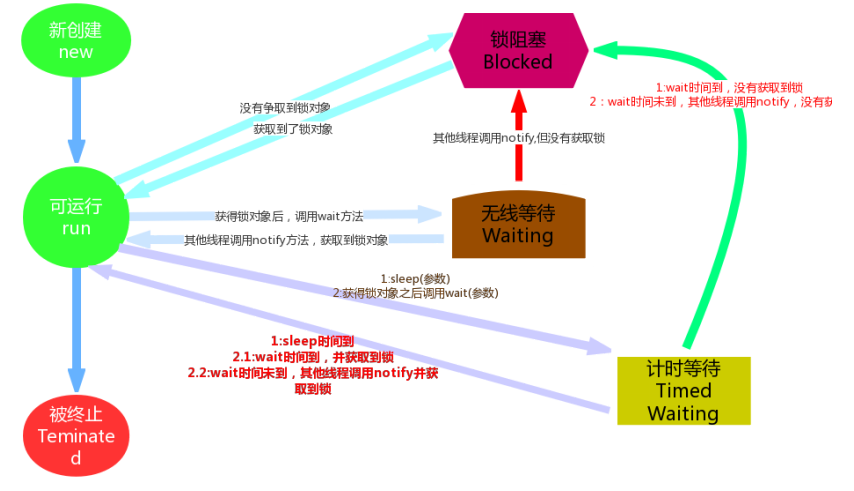 新创建
new
锁阻塞
Blocked
1:wait时间到，没有获取到锁
2：wait时间未到，其他线程调用notify，没有获
没有争取到锁对象
获取到了锁对象
其他线程调用notify,但没有获取锁
可运行
run
获得锁对象后，调用wait方法
其他线程调用notify方法，获取到锁对象
无线等待
Waiting
1:sleep(参数)
2:获得锁对象之后调用wait(参数)
1:sleep时间到
2.1:wait时间到，并获取到锁
2.2:wait时间未到，其他线程调用notify并获
取到锁
计时等待
Timed
Waiting
被终止
Teminate
d